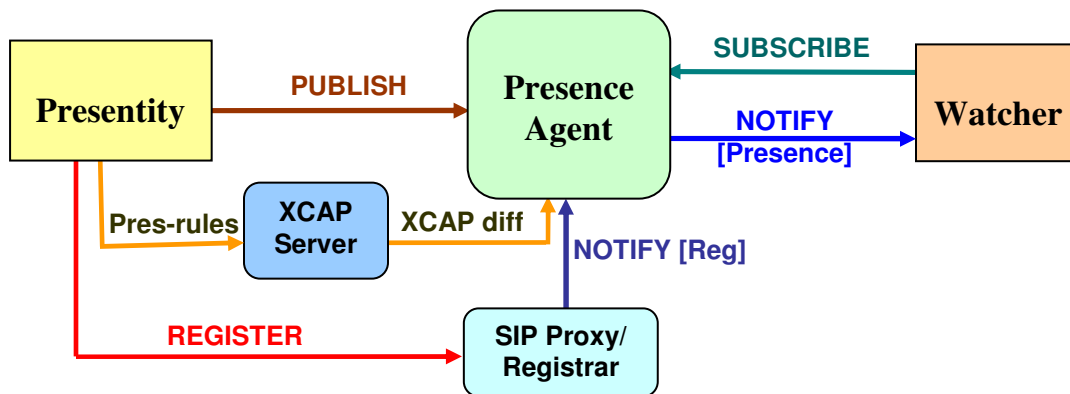 SUBSCRIBE
PUBLISH
Presentity
Presence
Agent
Watcher
NOTIFY
[Presence]
Pres-rules
XCAP
Server
XCAP diff
NOTIFY [Reg]
REGISTER
SIP Proxy/
Registrar